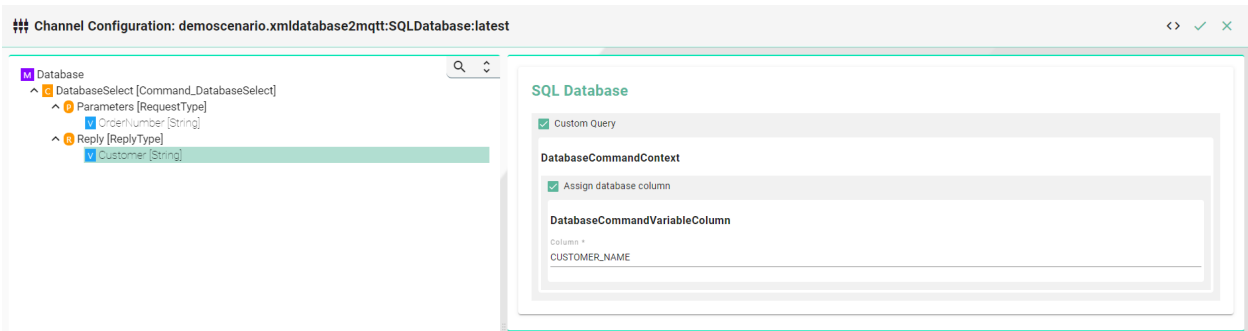 Channel Configuration: demoscenario.xmldatabase2mqtt:SQLDatabase:latest
M Database
C DatabaseSelect [Command_DatabaseSelect]
P Parameters [RequestType]
V OrderNumber [String]
R Reply [ReplyType]
V Customer [String]
SQL Database
Custom Query
DatabaseCommandContext
Assign database column
DatabaseCommandVariableColumn
Column *
CUSTOMER_NAME